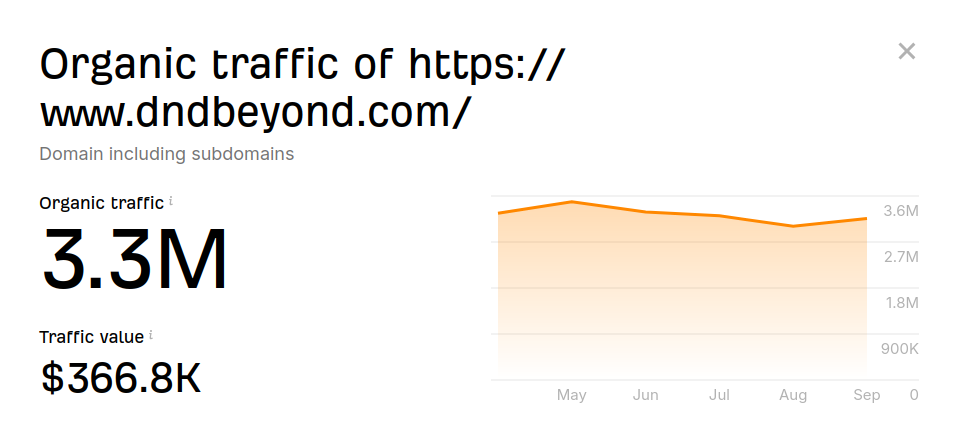 Organic traffic of https://
www.dndbeyond.com/
Domain including subdomains
Organic traffic i
3.3M
Traffic value i
$366.8K
3.6M
2.7M
1.8M
900K
May Jun Jul Aug Sep 0